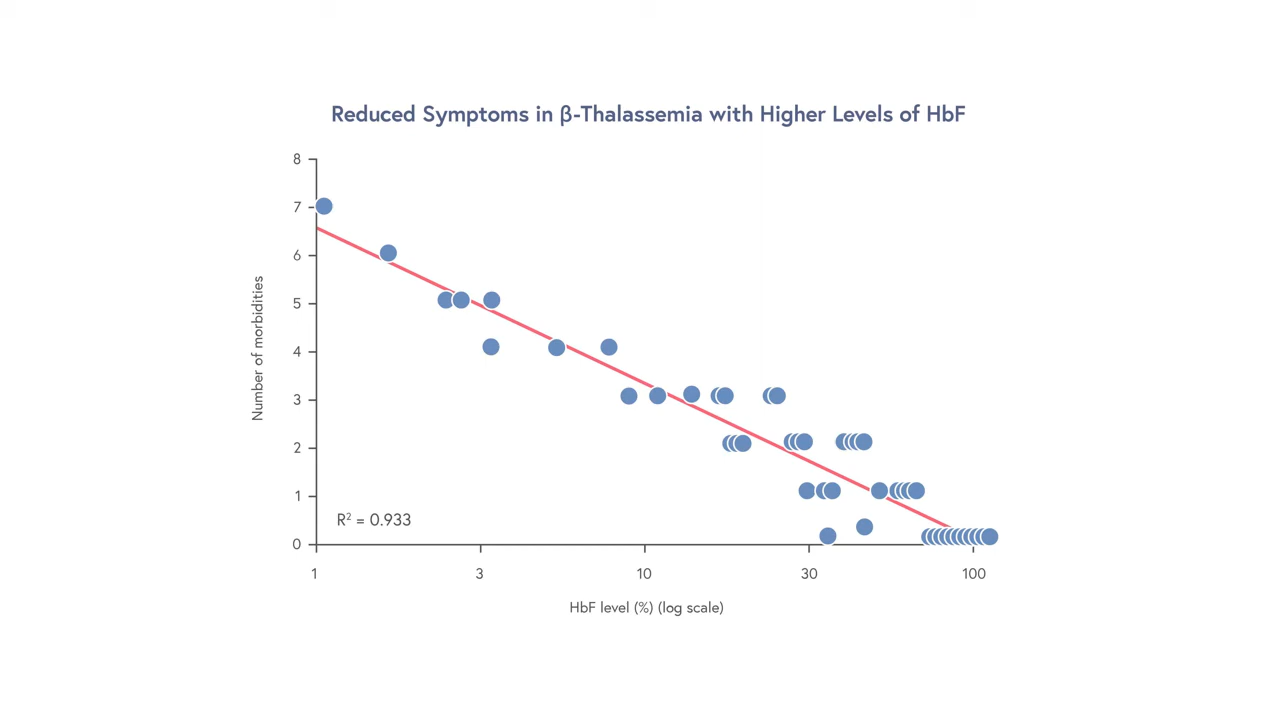 Reduced Symptoms in β-Thalassemia with Higher Levels of HbF
Number of morbidities
8
7
6
5
4
3
2
1
0
R² = 0.933
1 3 10 30 100
HbF level (%) (log scale)